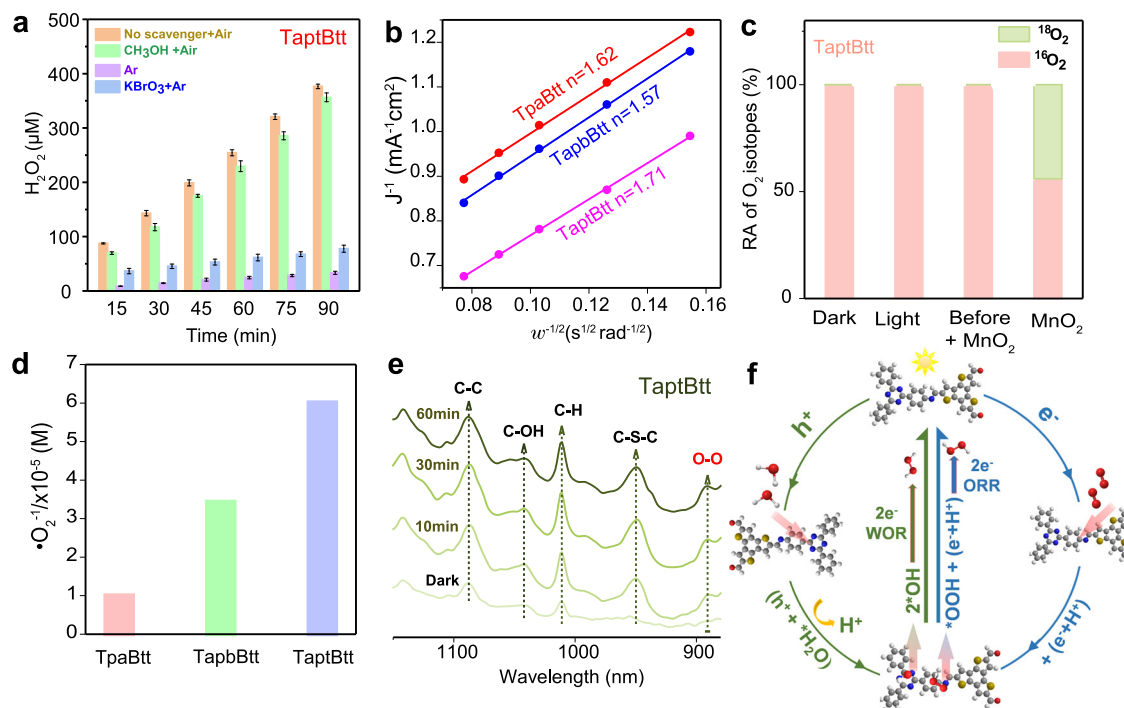 a
TaptBtt
No scavenger+Air
CH₃OH +Air
Ar
KBrO₃+Ar
H₂O₂ (μM)
500
400
300
200
100
0
15 30 45 60 75 90
Time (min)
b
J⁻¹ (mA⁻¹cm²)
1.2
1.1
1.0
0.9
0.8
0.7
TpaBtt n=1.62
TapbBtt n=1.57
TaptBtt n=1.71
0.08 0.10 0.12 0.14 0.16
w⁻¹/²(s¹/² rad⁻¹/²)
c
¹⁸O₂
¹⁶O₂
TaptBtt
RA of O₂ isotopes (%)
100
50
0
Dark Light Before + MnO₂ MnO₂
d
•O₂⁻¹/x10⁻⁵ (M)
7
6
5
4
3
2
1
0
TpaBtt TapbBtt TaptBtt
e
TaptBtt
C-C
C-OH
C-H
C-S-C
O-O
60min
30min
10min
Dark
1100 1000 900
Wavelength (nm)
f
h⁺
e⁻
2e⁻
WOR
2e⁻
ORR
2*OH
*OOH + (e⁻+H⁺)
(h⁺+*H₂O)
H⁺
+ (e⁻+H⁺)